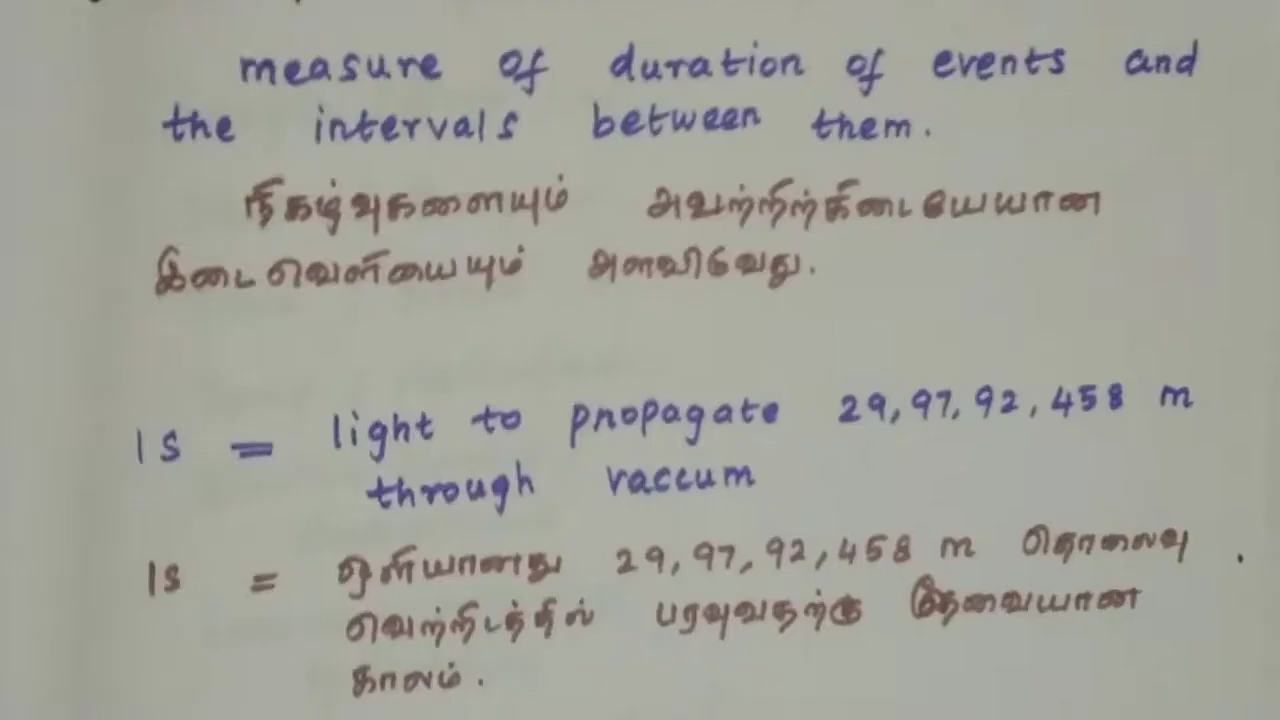 measure of duration of events and
the intervals between them.
நிகழ்வுகளையும் அவற்றிற்கிடையேயான
இடைவெளியையும் அளவிடுவது.
1S = light to propagate 29,97,92,458 m
through vaccum
1s = ஒளியானது 29,97,92,458 m தொலைவு
வெற்றிடத்தில் பரவுவதற்கு தேவையான
காலம்.